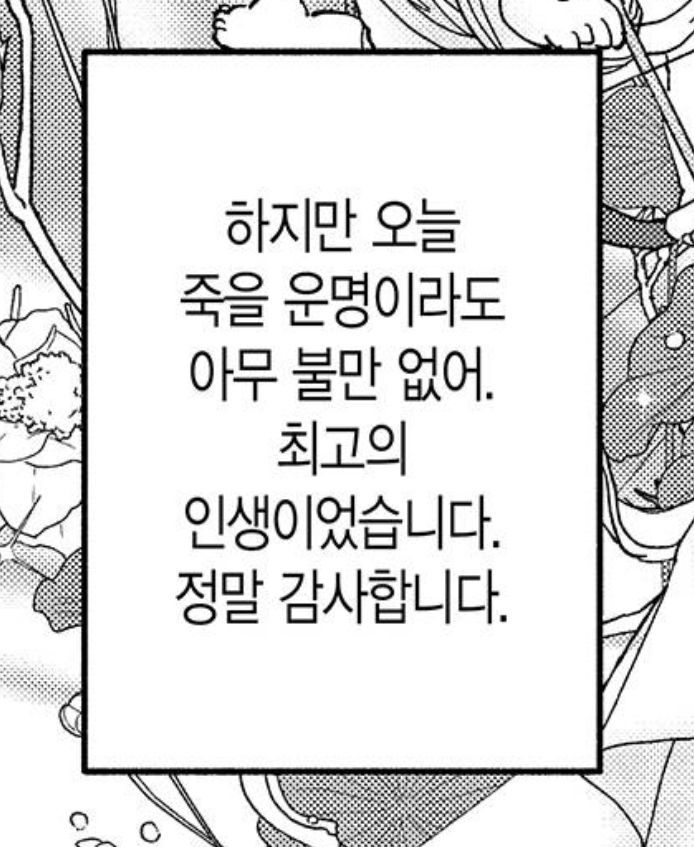 하지만 오늘
죽을 운명이라도
아무 불만 없어.
최고의
인생이었습니다.
정말 감사합니다.